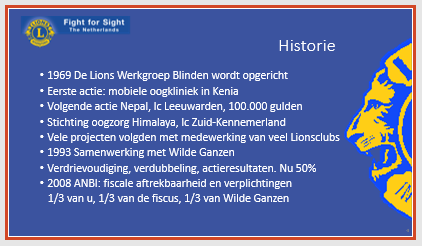 Fight for Sight
The Netherlands
L
Historie
• 1969 De Lions Werkgroep Blinden wordt opgericht
• Eerste actie: mobiele oogkliniek in Kenia
• Volgende actie Nepal, lc Leeuwarden, 100.000 gulden
• Stichting oogzorg Himalaya, lc Zuid-Kennemerland
• Vele projecten volgden met medewerking van veel Lionsclubs
• 1993 Samenwerking met Wilde Ganzen
• Verdrievoudiging, verdubbeling, actieresultaten. Nu 50%
• 2008 ANBI: fiscale aftrekbaarheid en verplichtingen
1/3 van u, 1/3 van de fiscus, 1/3 van Wilde Ganzen